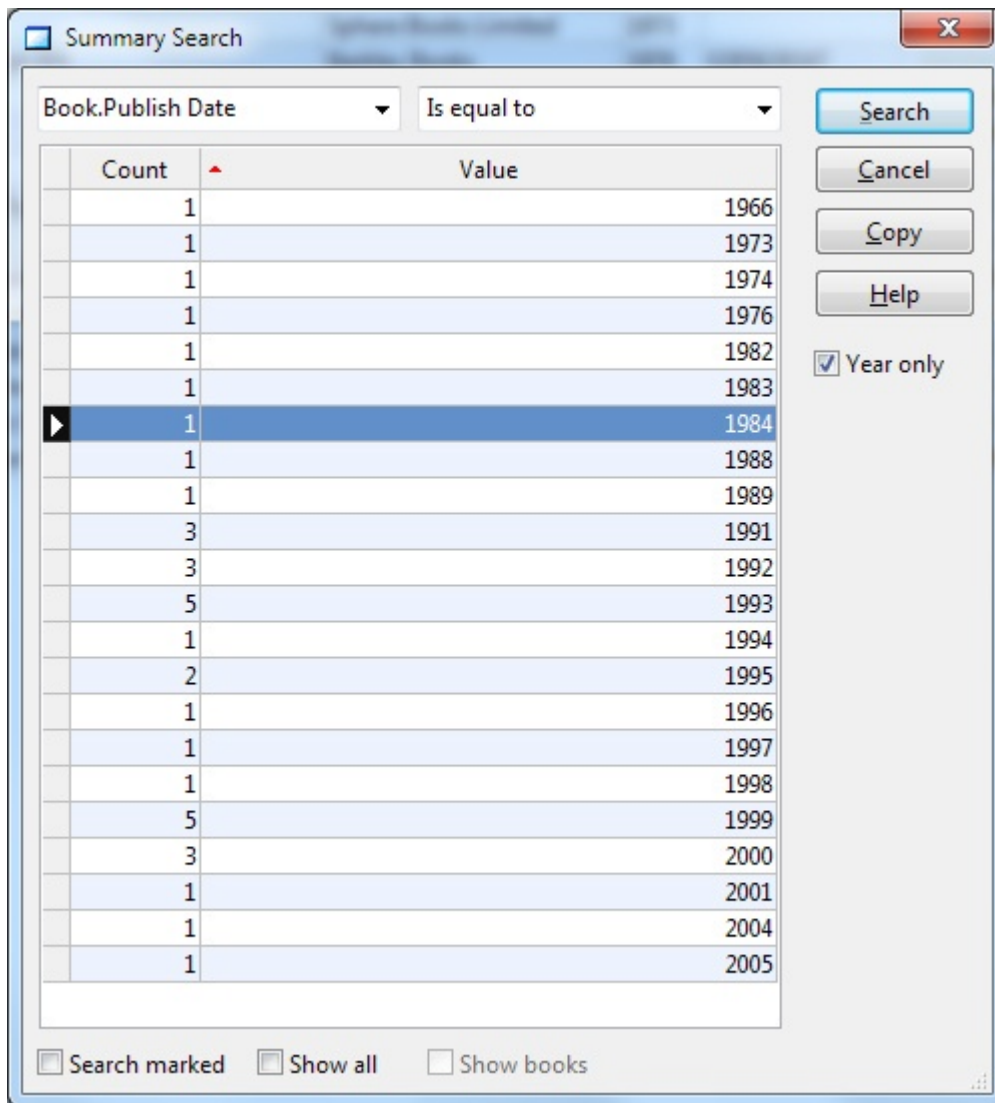 Summary Search
Book.Publish Date Is equal to Search
Count Value Cancel
1 1966
1 1973 Copy
1 1974
1 1976 Help
1 1982
1 1983 Year only
1 1984
1 1988
1 1989
3 1991
3 1992
5 1993
1 1994
2 1995
1 1996
1 1997
1 1998
5 1999
3 2000
1 2001
1 2004
1 2005
Search marked Show all Show books